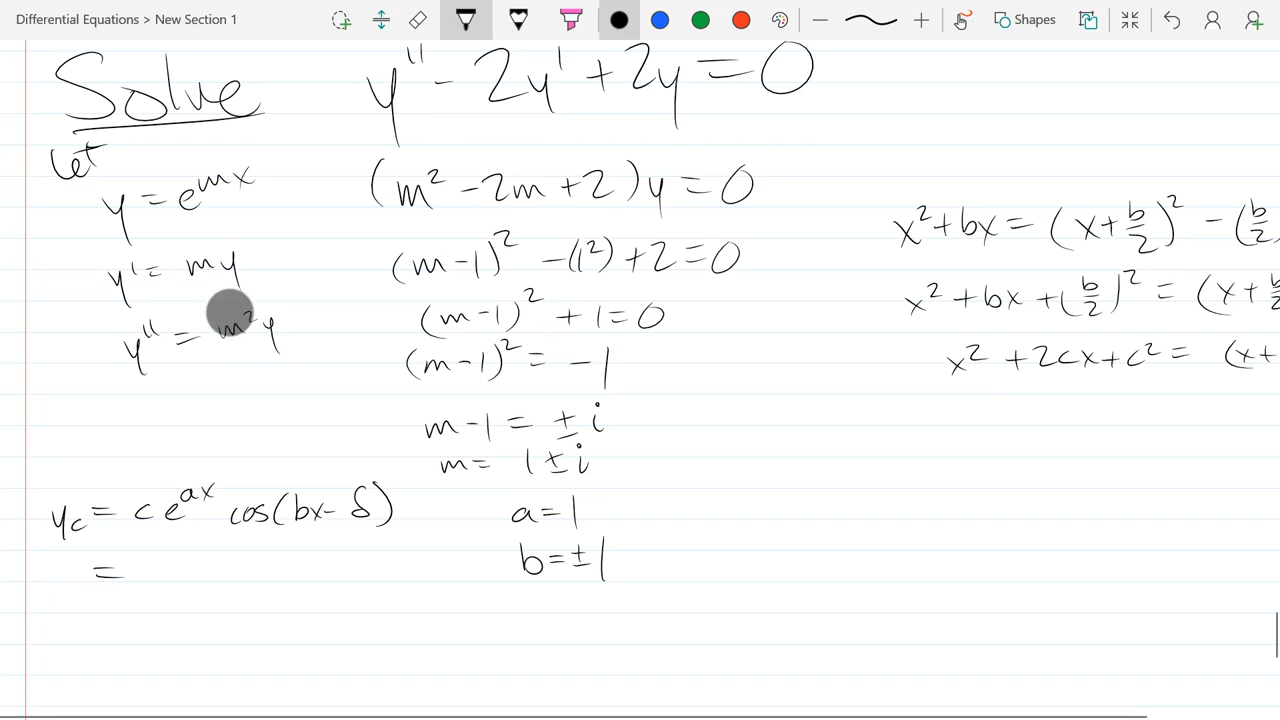 Differential Equations > New Section 1
Shapes
Solve y'' - 2y' + 2y = 0
Let
y = e^{mx}
y' = my
y'' = m²y
(m² - 2m + 2)y = 0
(m - 1)² - (1²) + 2 = 0
(m - 1)² + 1 = 0
(m - 1)² = -1
m - 1 = ± i
m = 1 ± i
a = 1
b = ± 1
y_c = c e^{ax} cos(bx - δ)
=
x² + bx = (x + b/2)² - (b/2
x² + bx + (b/2)² = (x + b/2
x² + 2cx + c² = (x +